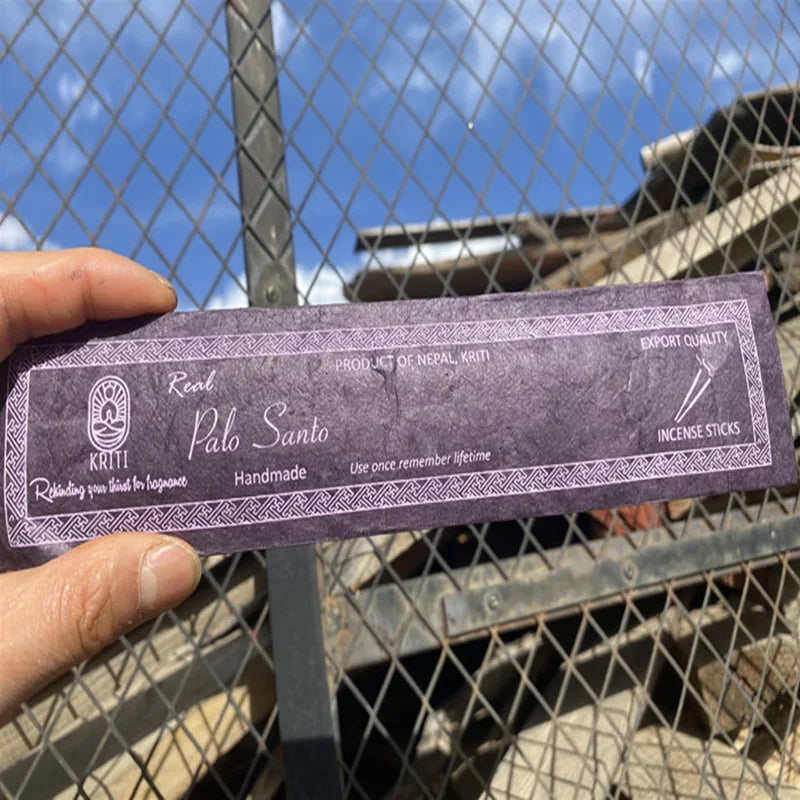 PRODUCT OF NEPAL, KRITI
EXPORT QUALITY
Real
Palo Santo
KRITI
Rekindling your thirst for fragnance
Handmade
Use once remember lifetime
INCENSE STICKS